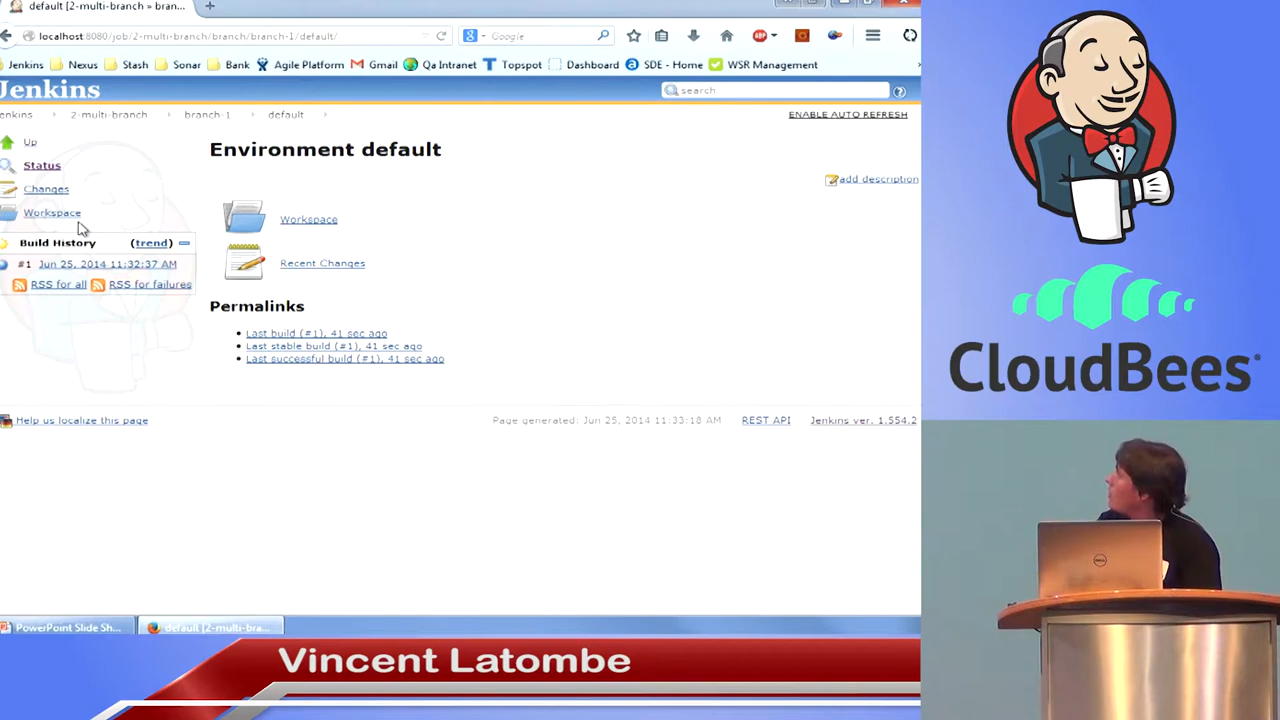 default [2-multi-branch » bran...
localhost:8080/job/2-multi-branch/branch/branch-1/default/
Google
Jenkins Nexus Stash Sonar Bank Agile Platform Gmail Qa Intranet Topspot Dashboard SDE - Home WSR Management
Jenkins
search
enkins 2-multi-branch branch-1 default
ENABLE AUTO REFRESH
Up
Status
Changes
Workspace
Build History (trend)
#1 Jun 25, 2014 11:32:37 AM
RSS for all RSS for failures
Environment default
add description
Workspace
Recent Changes
Permalinks
Last build (#1), 41 sec ago
Last stable build (#1), 41 sec ago
Last successful build (#1), 41 sec ago
Help us localize this page
Page generated: Jun 25, 2014 11:33:18 AM REST API Jenkins ver. 1.554.2
PowerPoint Slide Sh... default [2-multi-bra...
Vincent Latombe
CloudBees
DELL